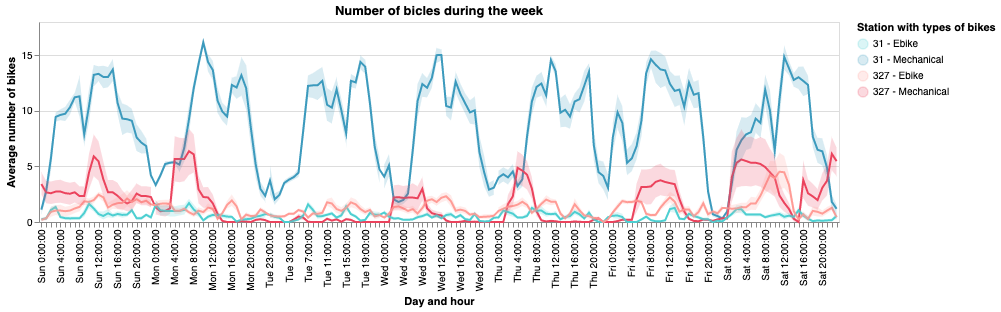 Number of bicles during the week
Average number of bikes
15
10
5
0
Sun 0:00:00
Sun 4:00:00
Sun 8:00:00
Sun 12:00:00
Sun 16:00:00
Sun 20:00:00
Mon 0:00:00
Mon 4:00:00
Mon 8:00:00
Mon 12:00:00
Mon 16:00:00
Mon 20:00:00
Tue 23:00:00
Tue 3:00:00
Tue 7:00:00
Tue 11:00:00
Tue 15:00:00
Tue 19:00:00
Wed 0:00:00
Wed 4:00:00
Wed 8:00:00
Wed 12:00:00
Wed 16:00:00
Wed 20:00:00
Thu 0:00:00
Thu 4:00:00
Thu 8:00:00
Thu 12:00:00
Thu 16:00:00
Thu 20:00:00
Fri 0:00:00
Fri 4:00:00
Fri 8:00:00
Fri 12:00:00
Fri 16:00:00
Fri 20:00:00
Sat 0:00:00
Sat 4:00:00
Sat 8:00:00
Sat 12:00:00
Sat 16:00:00
Sat 20:00:00
Day and hour
Station with types of bikes
31 - Ebike
31 - Mechanical
327 - Ebike
327 - Mechanical